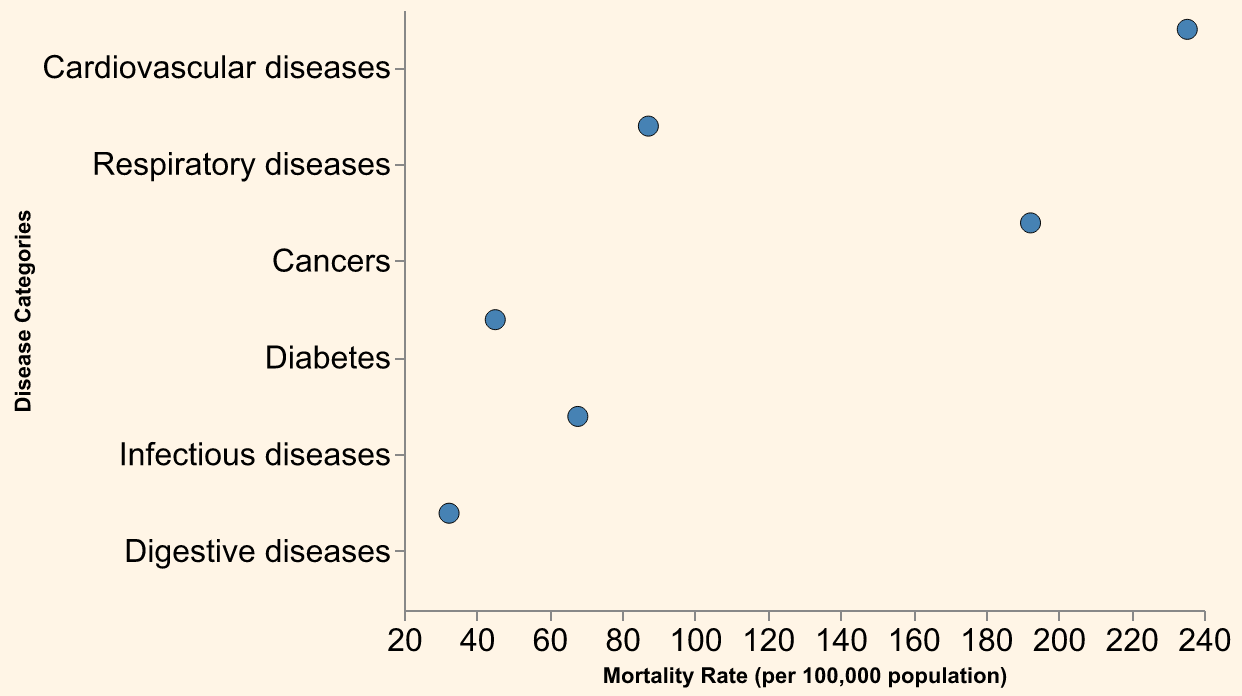 Cardiovascular diseases
Respiratory diseases
Cancers
Diabetes
Infectious diseases
Digestive diseases
Disease Categories
20 40 60 80 100 120 140 160 180 200 220 240
Mortality Rate (per 100,000 population)